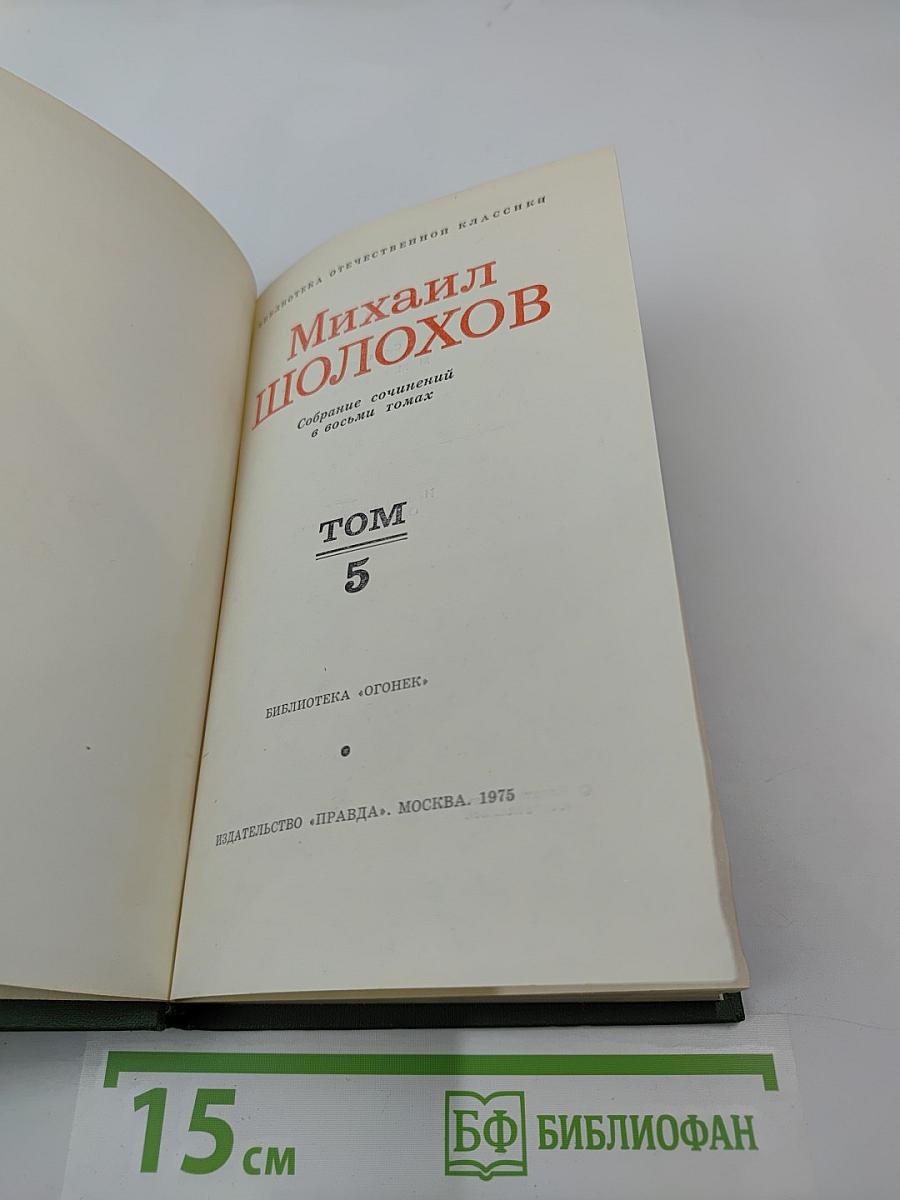 БИБЛИОТЕКА ОТЕЧЕСТВЕННОЙ КЛАССИКИ
Михаил
ШОЛОХОВ
Собрание сочинений
в восьми томах
ТОМ
5
БИБЛИОТЕКА «ОГОНЕК»
ИЗДАТЕЛЬСТВО «ПРАВДА». МОСКВА. 1975
15 см
БФ БИБЛИОФАН